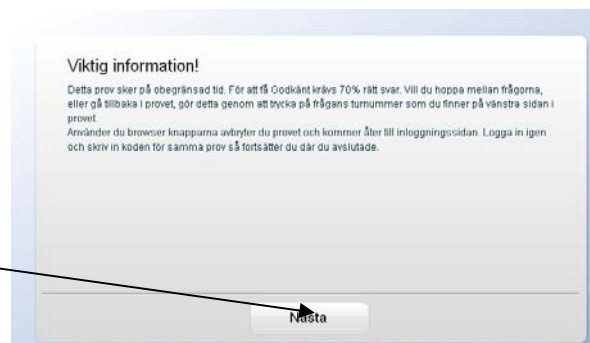 Viktig information!
Detta prov sker på obegränsad tid. För att få Godkänt krävs 70% rätt svar. Vill du hoppa mellan frågorna,
eller gå tillbaka i provet, gör detta genom att trycka på frågans turnummer som du finner på vänstra sidan i
provet.
Använder du browser knapparna avbryter du provet och kommer åter till inloggningssidan. Logga in igen
och skriv in koden för samma prov så fortsätter du där du avslutade.
Nästa